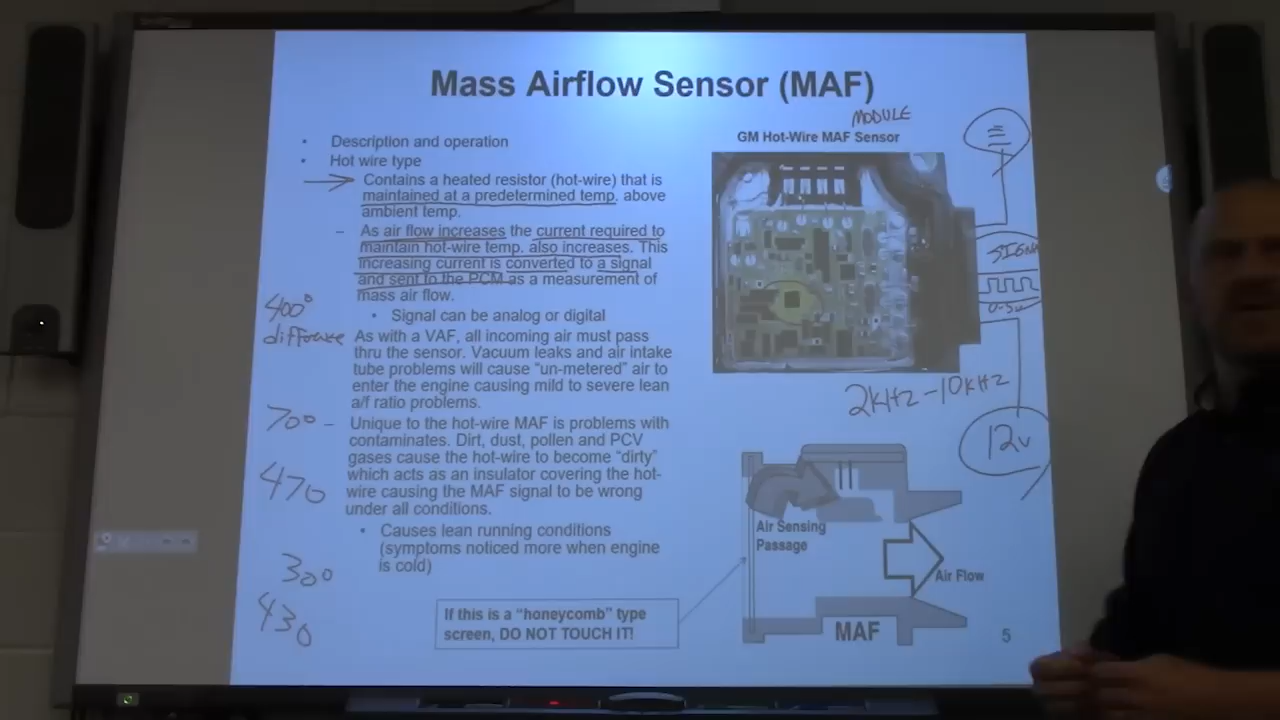 Mass Airflow Sensor (MAF)
MODULE
GM Hot-Wire MAF Sensor
• Description and operation
• Hot wire type
Contains a heated resistor (hot-wire) that is
maintained at a predetermined temp. above
ambient temp.
– As air flow increases the current required to
maintain hot-wire temp. also increases. This
increasing current is converted to a signal
and sent to the PCM as a measurement of
mass air flow.
• Signal can be analog or digital
As with a VAF, all incoming air must pass
thru the sensor. Vacuum leaks and air intake
tube problems will cause "un-metered" air to
enter the engine causing mild to severe lean
a/f ratio problems.
– Unique to the hot-wire MAF is problems with
contaminates. Dirt, dust, pollen and PCV
gases cause the hot-wire to become "dirty"
which acts as an insulator covering the hot-
wire causing the MAF signal to be wrong
under all conditions.
• Causes lean running conditions
(symptoms noticed more when engine
is cold)
If this is a "honeycomb" type
screen, DO NOT TOUCH IT!
400°
difference
70°
470
30°
430
SIGNA
0-5v
2KHz-10KHz
12v
Air Sensing
Passage
Air Flow
MAF
5